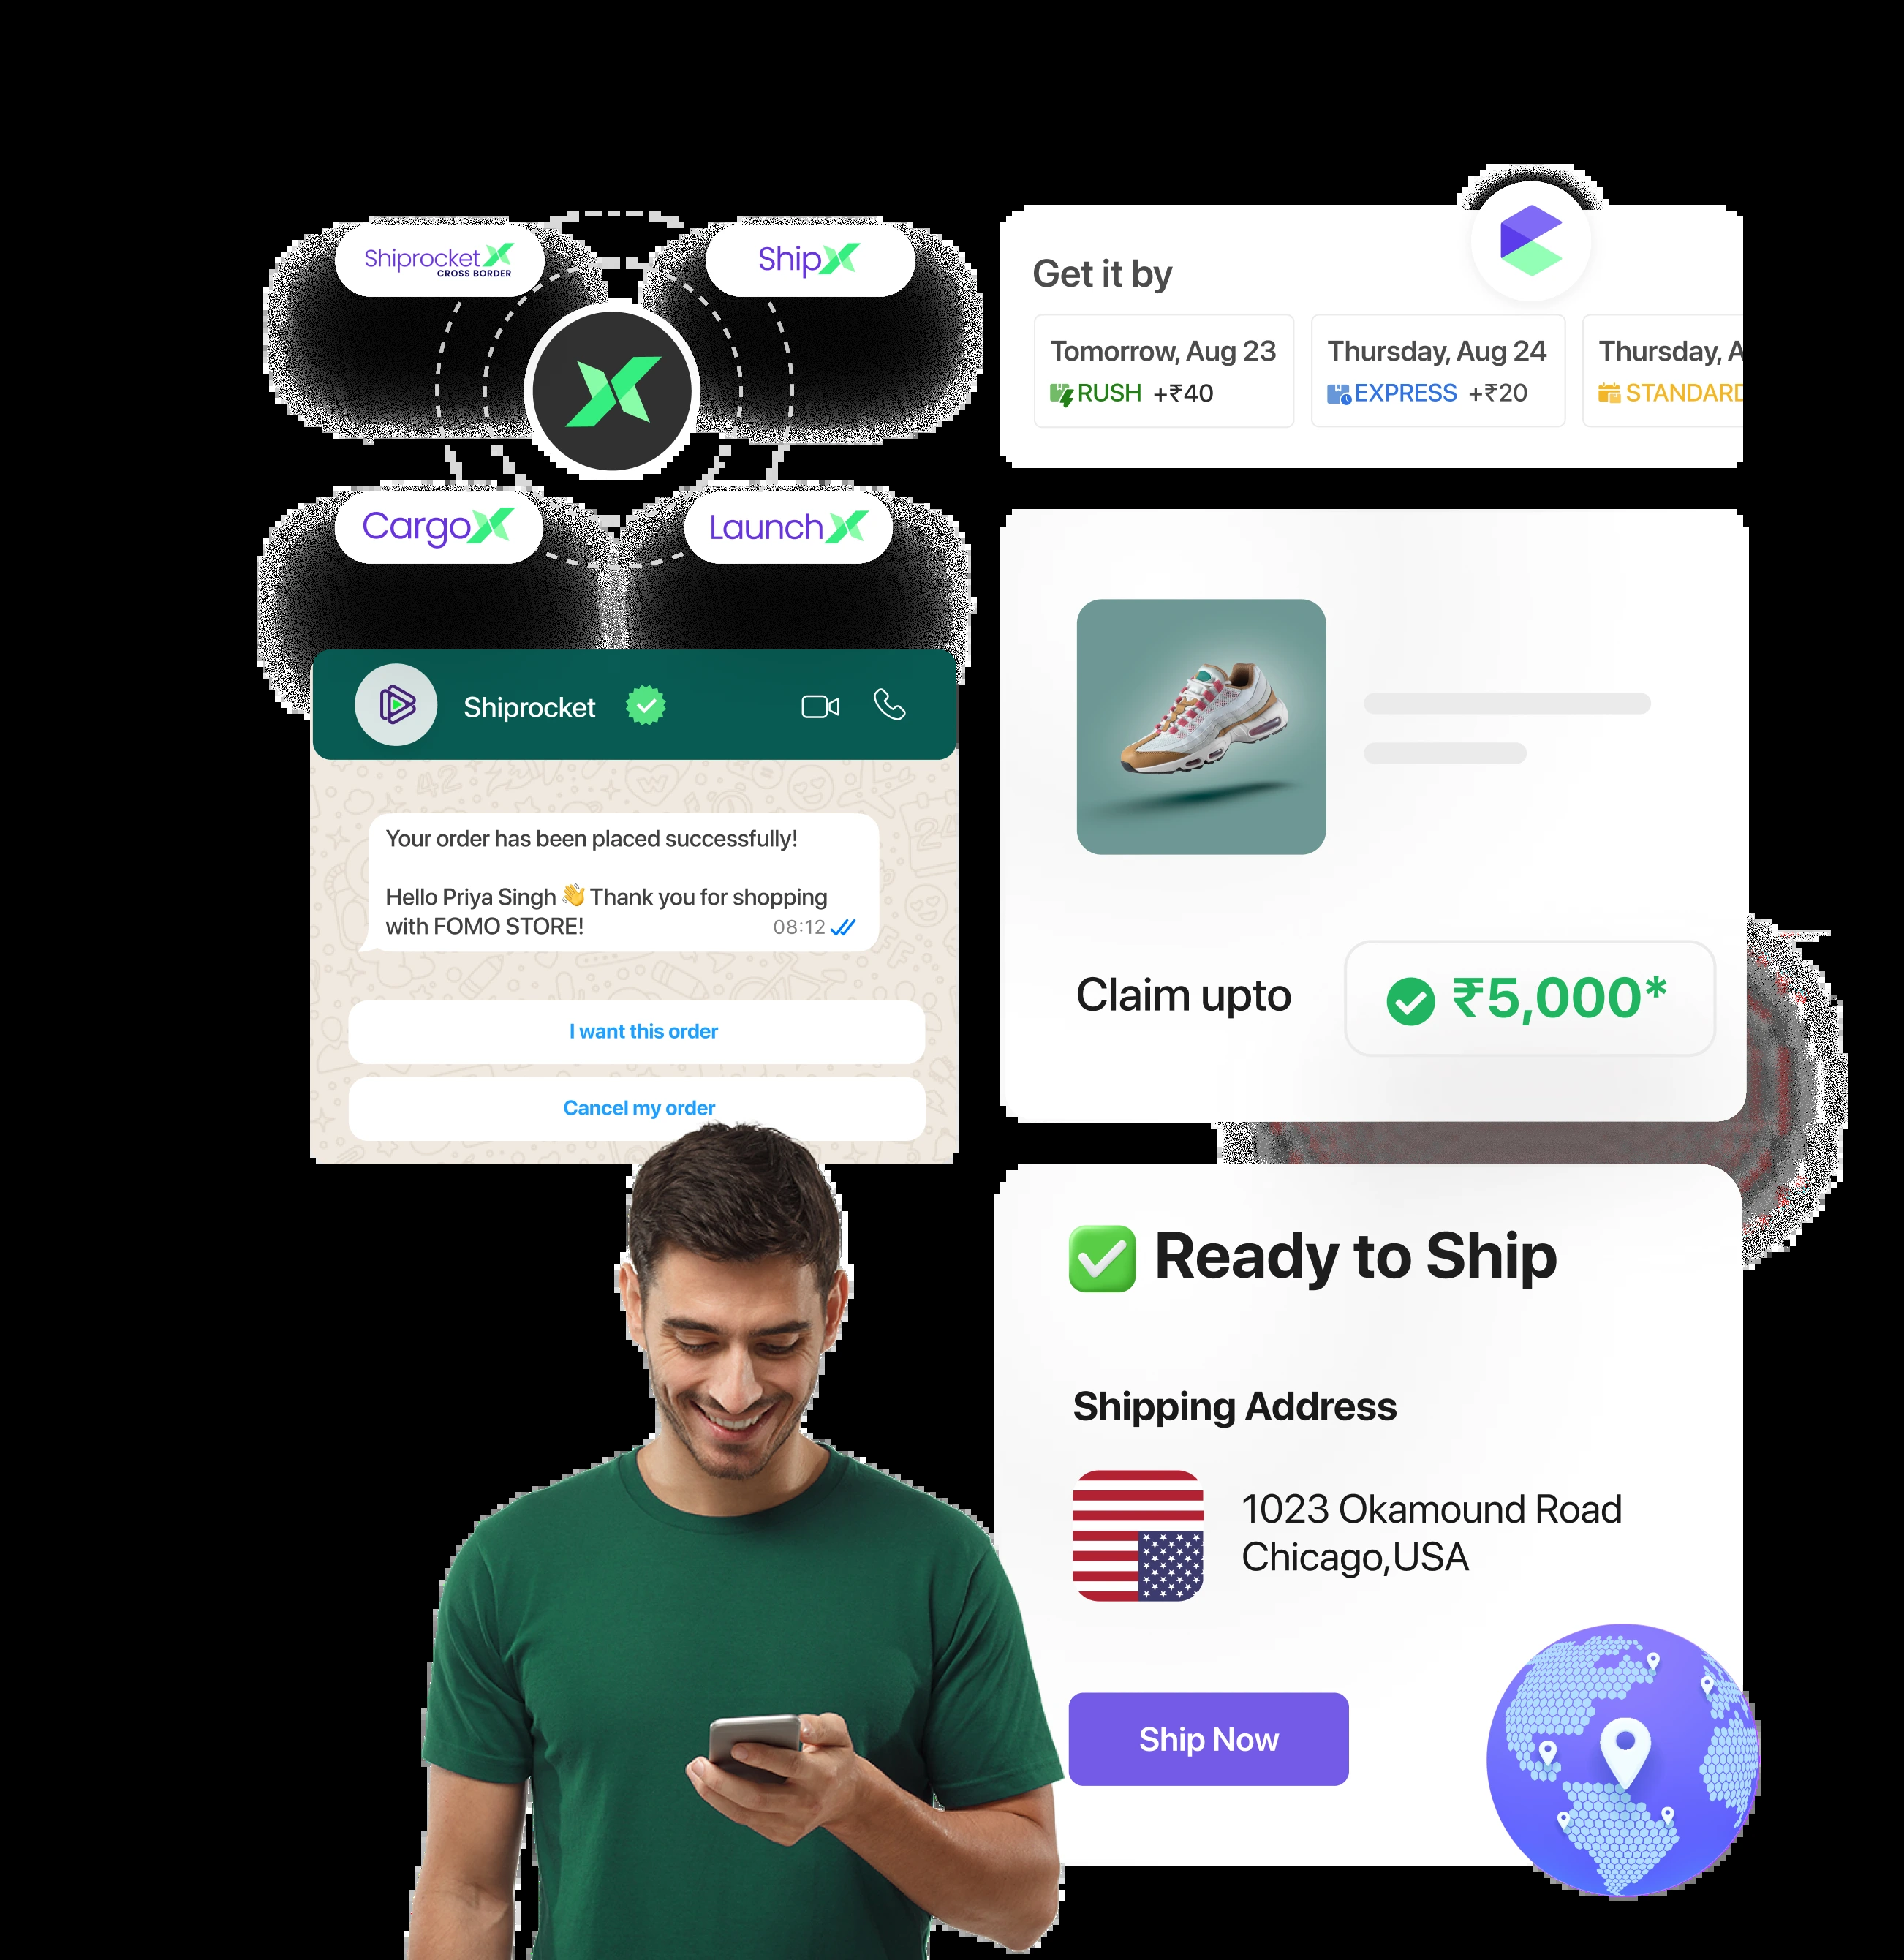 Shiprocket X
CROSS BORDER
ShipX
CargoX
LaunchX
Shiprocket
Your order has been placed successfully!
Hello Priya Singh 👋 Thank you for shopping
with FOMO STORE!
08:12
I want this order
Cancel my order
Get it by
Tomorrow, Aug 23
RUSH +₹40
Thursday, Aug 24
EXPRESS +₹20
Thursday, A
STANDARD
Claim upto
₹5,000*
Ready to Ship
Shipping Address
1023 Okamound Road
Chicago,USA
Ship Now